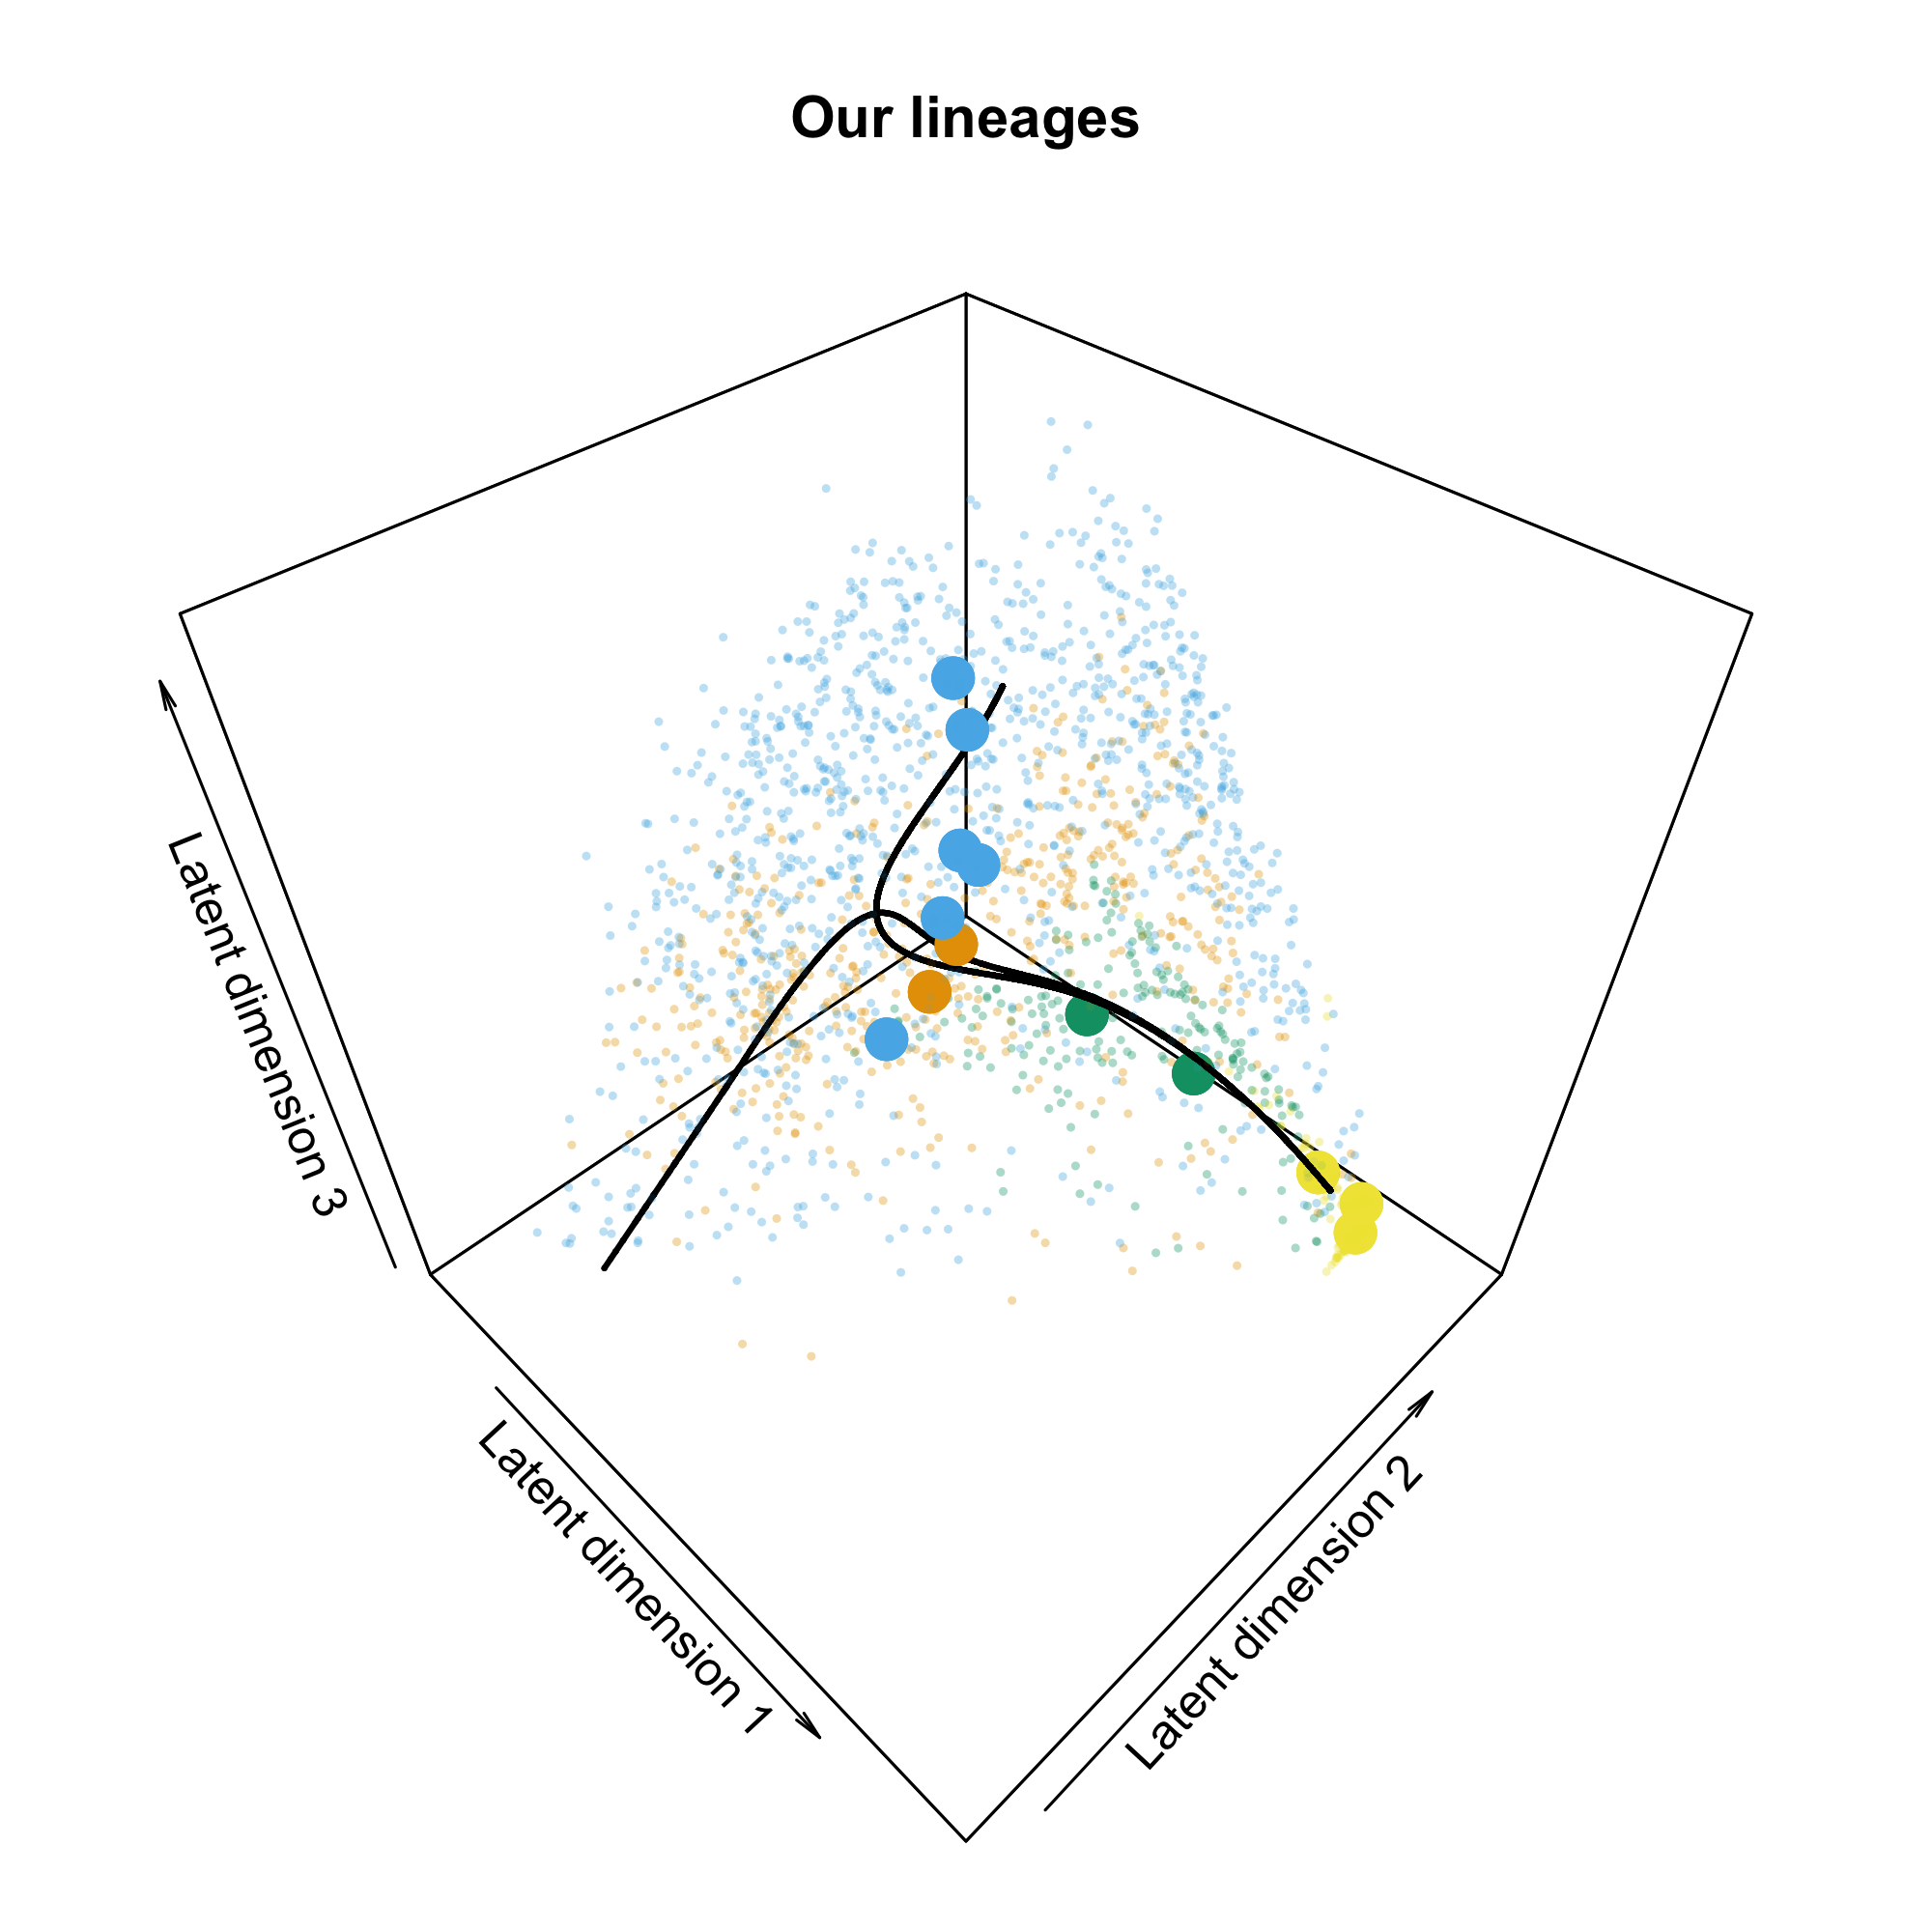 Our lineages
Latent dimension 3
Latent dimension 1
Latent dimension 2